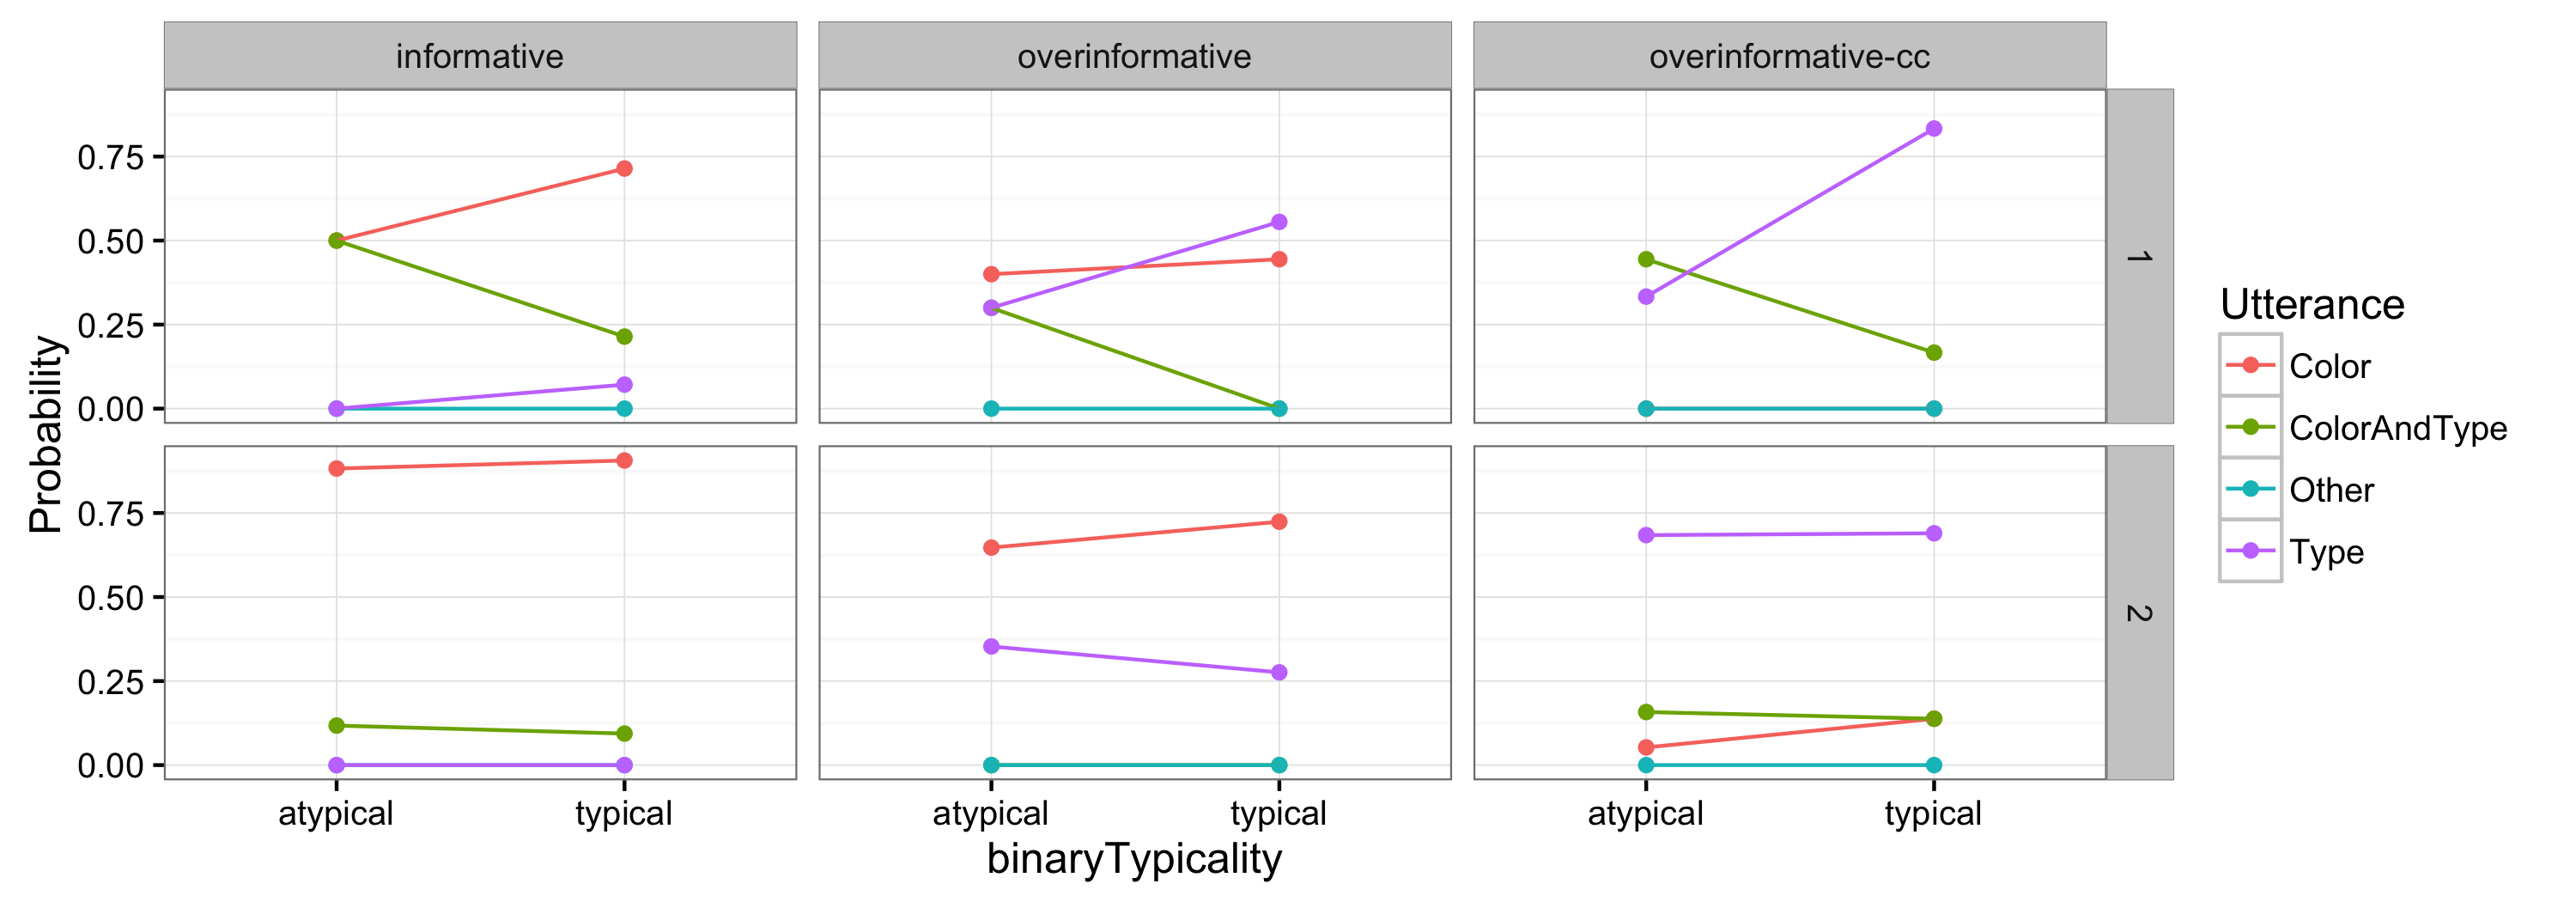 informative
overinformative
overinformative-cc
0.75
0.50
0.25
0.00
1
0.75
0.50
0.25
0.00
2
Probability
atypical
typical
atypical
typical
atypical
typical
binaryTypicality
Utterance
Color
ColorAndType
Other
Type